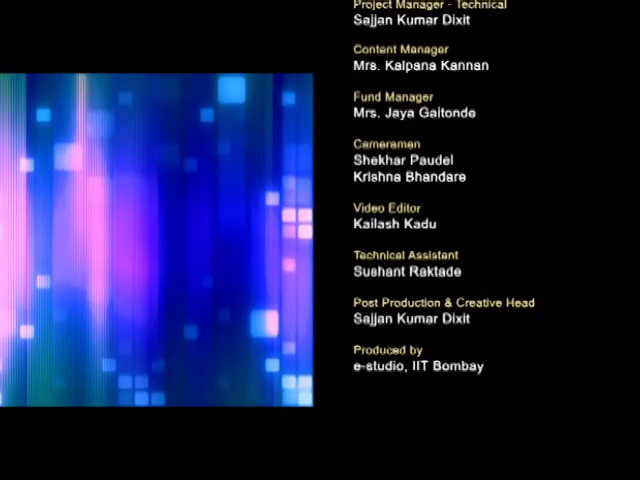 Project Manager - Technical
Sajjan Kumar Dixit
Content Manager
Mrs. Kalpana Kannan
Fund Manager
Mrs. Jaya Gaitonde
Cameramen
Shekhar Paudel
Krishna Bhandare
Video Editor
Kailash Kadu
Technical Assistant
Sushant Raktade
Post Production & Creative Head
Sajjan Kumar Dixit
Produced by
e-studio, IIT Bombay